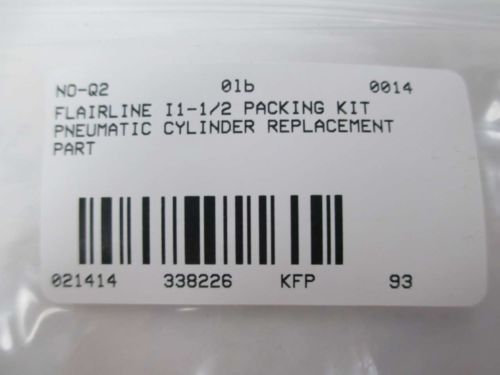 NO-Q2 0lb 0014
FLAIRLINE I1-1/2 PACKING KIT
PNEUMATIC CYLINDER REPLACEMENT
PART
021414 338226 KFP 93